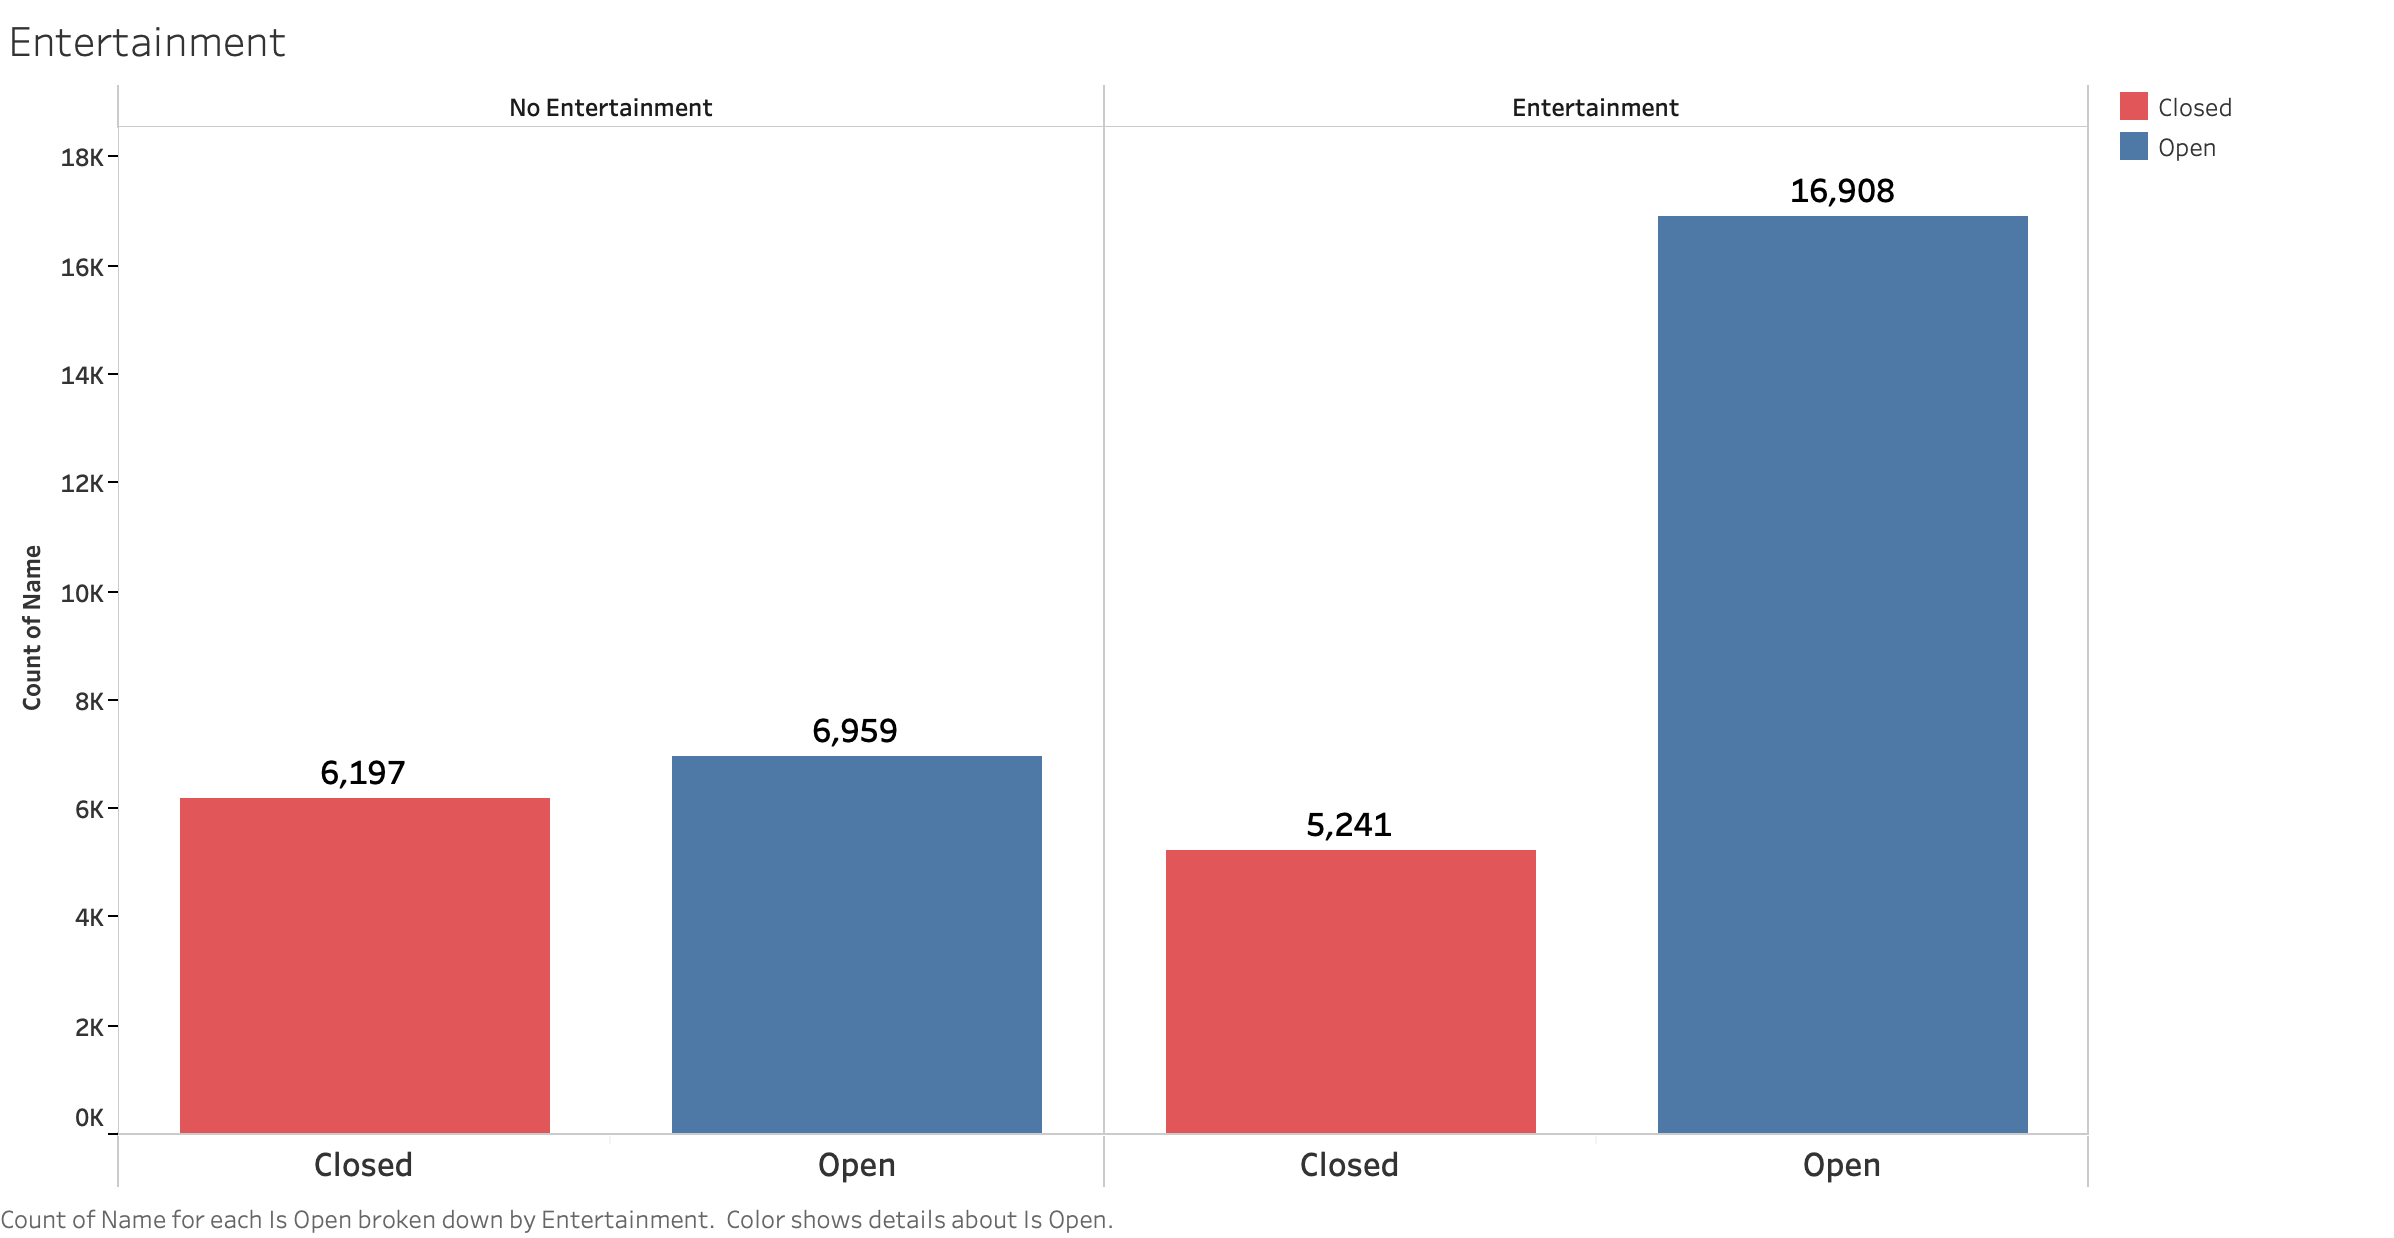 Entertainment
No Entertainment
Entertainment
Closed
Open
18K
16K
14K
12K
10K
8K
6K
4K
2K
0K
Count of Name
6,197
6,959
5,241
16,908
Closed
Open
Closed
Open
Count of Name for each Is Open broken down by Entertainment.  Color shows details about Is Open.